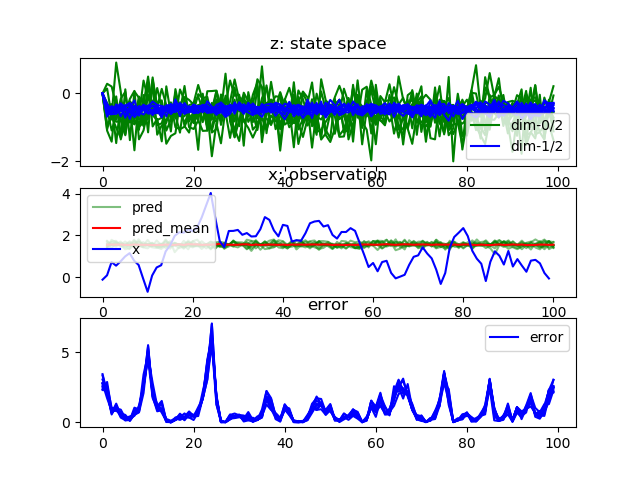 z: state space
0
−2
dim-0/2
dim-1/2
0
20
40
60
80
100
x: observation
4
2
0
pred
pred_mean
x
0
20
40
60
80
100
error
5
0
error
0
20
40
60
80
100